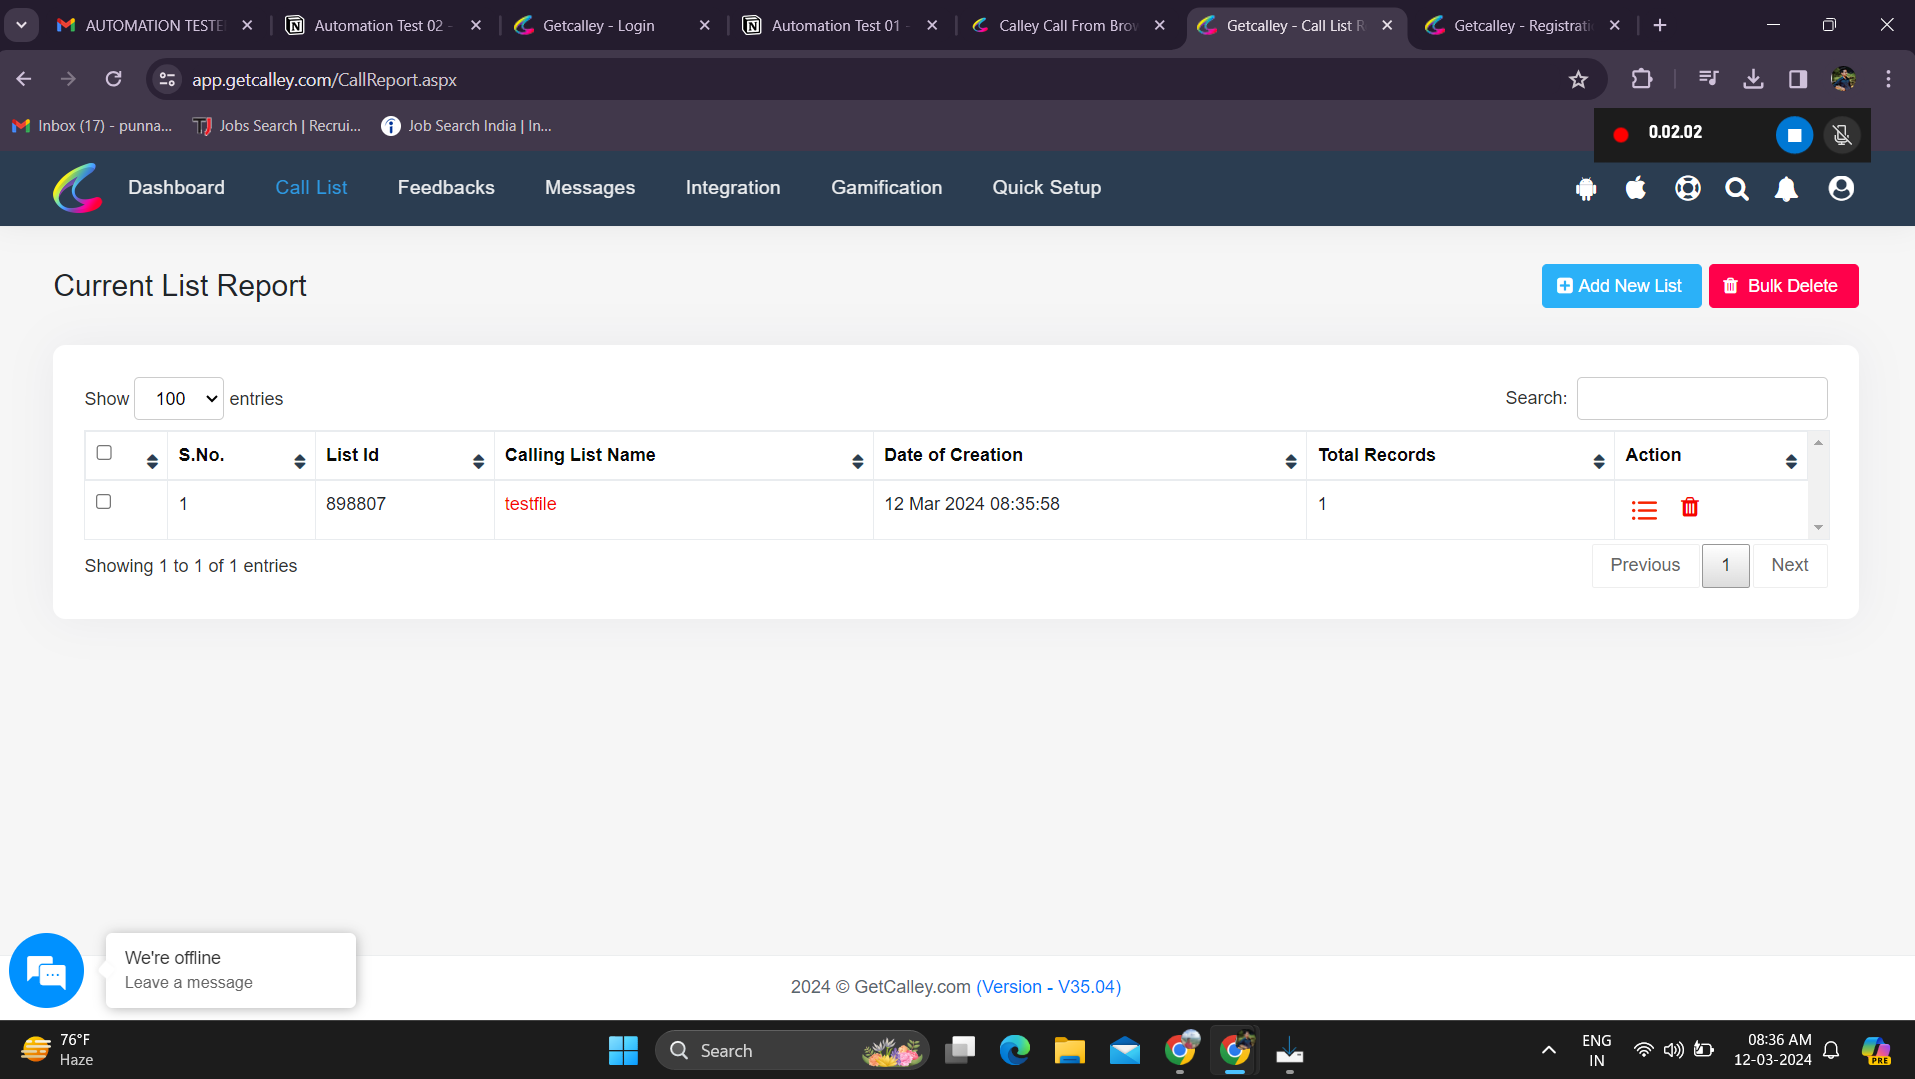 AUTOMATION TESTE
Automation Test 02 -
Getcalley - Login
Automation Test 01 -
Calley Call From Brow
Getcalley - Call List R
Getcalley - Registratio
app.getcalley.com/CallReport.aspx
Inbox (17) - punna...
Jobs Search | Recrui...
Job Search India | In...
0.02.02
Dashboard
Call List
Feedbacks
Messages
Integration
Gamification
Quick Setup
Current List Report
Add New List
Bulk Delete
Show 100 entries
Search:
S.No. List Id Calling List Name Date of Creation Total Records Action
1 898807 testfile 12 Mar 2024 08:35:58 1
Showing 1 to 1 of 1 entries
Previous 1 Next
We're offline
Leave a message
2024 © GetCalley.com (Version - V35.04)
76°F
Haze
Search
ENG
IN
08:36 AM
12-03-2024
PRE